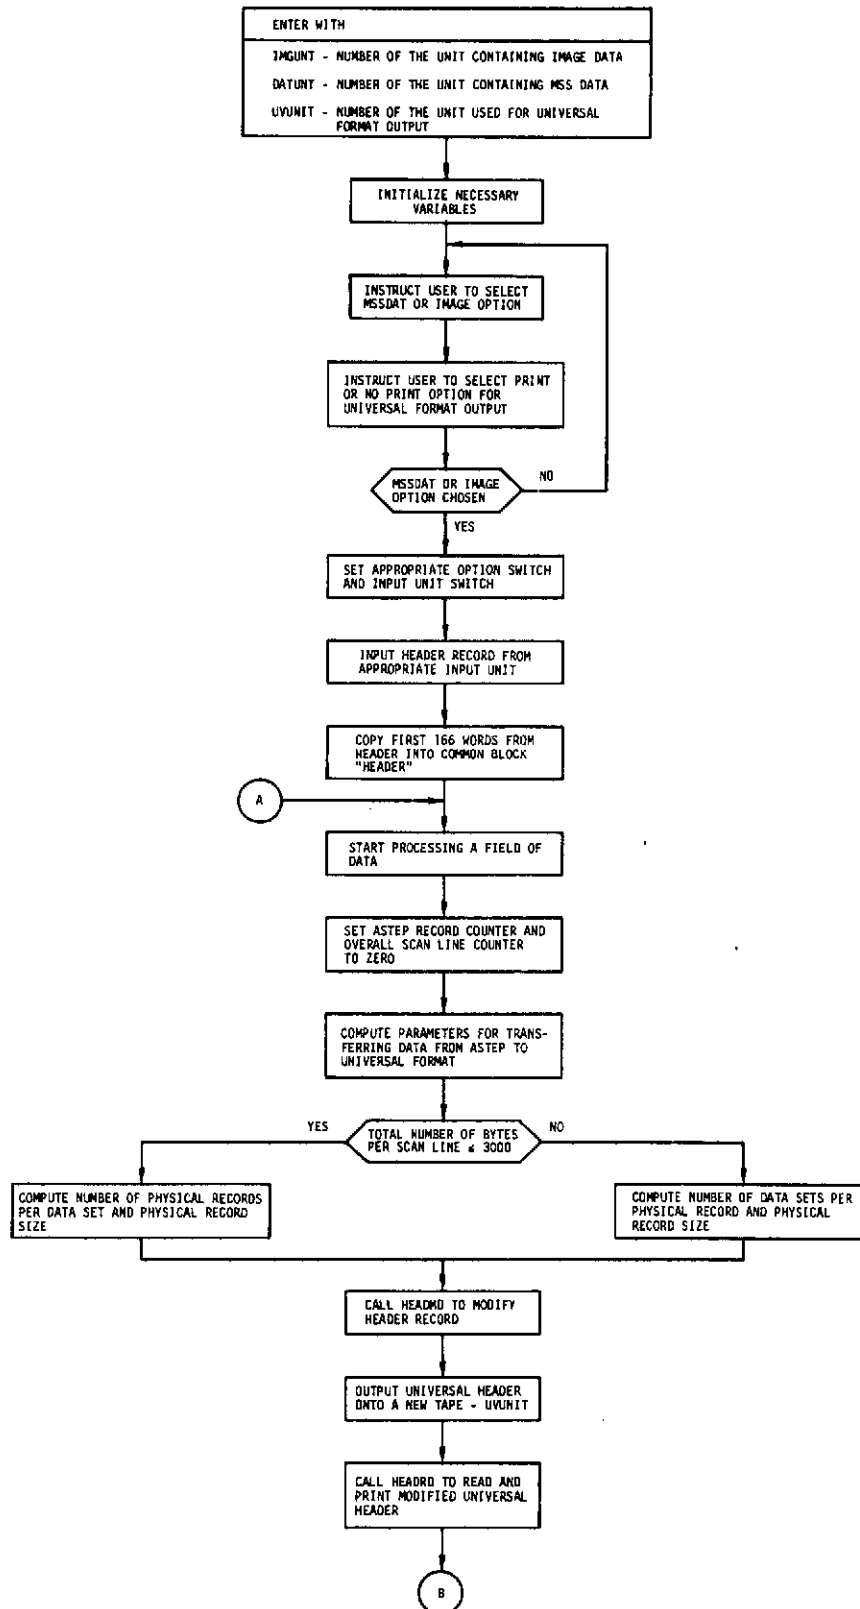 ENTER WITH
IMGUNT - NUMBER OF THE UNIT CONTAINING IMAGE DATA
DATUNT - NUMBER OF THE UNIT CONTAINING MSS DATA
UVUNIT - NUMBER OF THE UNIT USED FOR UNIVERSAL
FORMAT OUTPUT
INITIALIZE NECESSARY
VARIABLES
INSTRUCT USER TO SELECT
MSSDAT OR IMAGE OPTION
INSTRUCT USER TO SELECT PRINT
OR NO PRINT OPTION FOR
UNIVERSAL FORMAT OUTPUT
MSSDAT OR IMAGE
OPTION CHOSEN
NO
YES
SET APPROPRIATE OPTION SWITCH
AND INPUT UNIT SWITCH
INPUT HEADER RECORD FROM
APPROPRIATE INPUT UNIT
COPY FIRST 166 WORDS FROM
HEADER INTO COMMON BLOCK
"HEADER"
A
START PROCESSING A FIELD OF
DATA
SET ASTEP RECORD COUNTER AND
OVERALL SCAN LINE COUNTER
TO ZERO
COMPUTE PARAMETERS FOR TRANS-
FERRING DATA FROM ASTEP TO
UNIVERSAL FORMAT
YES
TOTAL NUMBER OF BYTES
PER SCAN LINE ≤ 3000
NO
COMPUTE NUMBER OF PHYSICAL RECORDS
PER DATA SET AND PHYSICAL RECORD
SIZE
COMPUTE NUMBER OF DATA SETS PER
PHYSICAL RECORD AND PHYSICAL
RECORD SIZE
CALL HEADMD TO MODIFY
HEADER RECORD
OUTPUT UNIVERSAL HEADER
ONTO A NEW TAPE - UVUNIT
CALL HEADRD TO READ AND
PRINT MODIFIED UNIVERSAL
HEADER
B